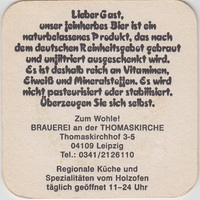 Lieber Gast,
unser feinherbes Bier ist ein
naturbelassenes Produkt, das nach
dem deutschen Reinheitsgebot gebraut
und unfiltriert ausgeschenkt wird.
Es ist deshalb reich an Vitaminen,
Eiweiß und Mineralstoffen. Es wird
nicht pasteurisiert oder stabilisiert.
Überzeugen Sie sich selbst.
Zum Wohle!
BRAUEREI an der THOMASKIRCHE
Thomaskirchhof 3-5
04109 Leipzig
Tel.: 0341/2126110
Regionale Küche und
Spezialitäten vom Holzofen
täglich geöffnet 11–24 Uhr